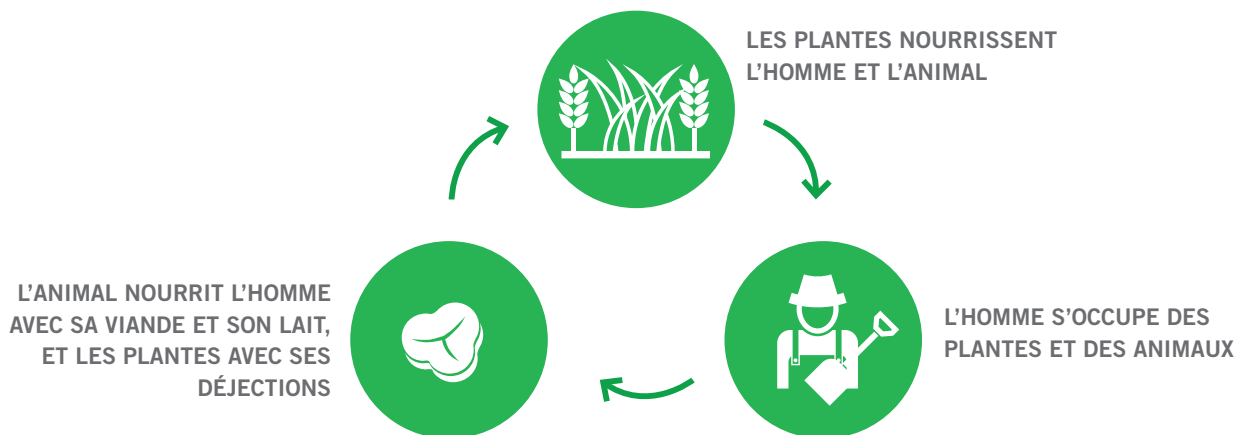 LES PLANTES NOURRISSENT
L’HOMME ET L’ANIMAL
L’HOMME S’OCCUPE DES
PLANTES ET DES ANIMAUX
L’ANIMAL NOURRIT L’HOMME
AVEC SA VIANDE ET SON LAIT,
ET LES PLANTES AVEC SES
DÉJECTIONS